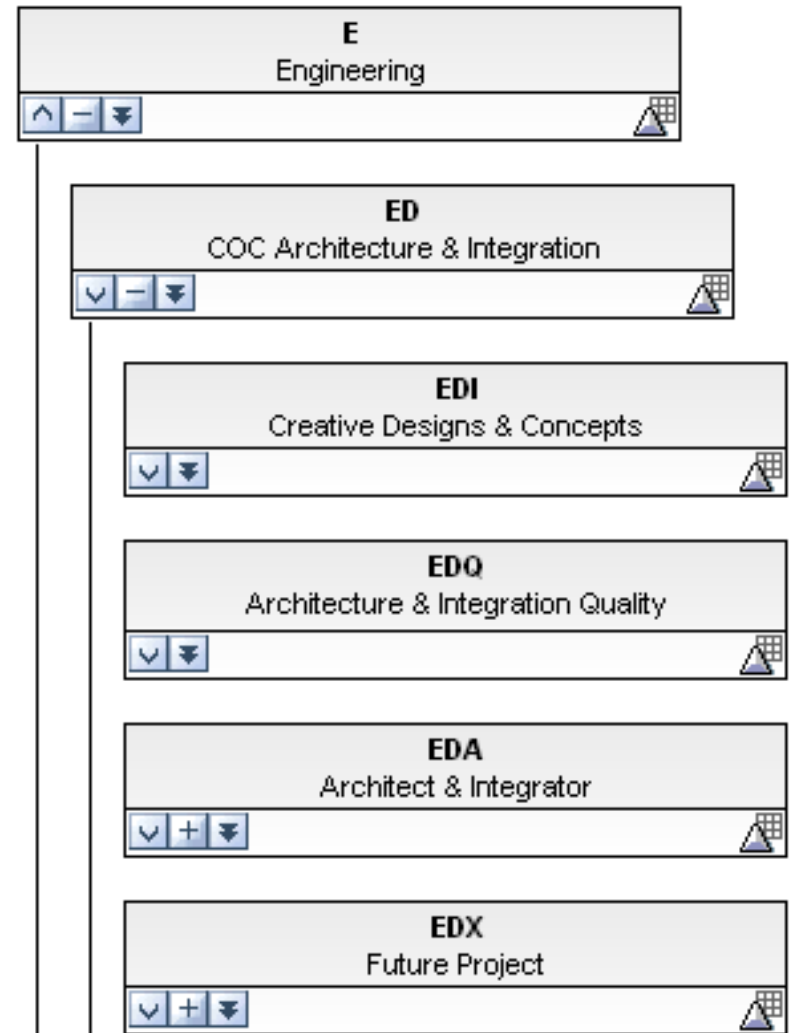 E
Engineering
ED
COC Architecture & Integration
EDI
Creative Designs & Concepts
EDQ
Architecture & Integration Quality
EDA
Architect & Integrator
EDX
Future Project